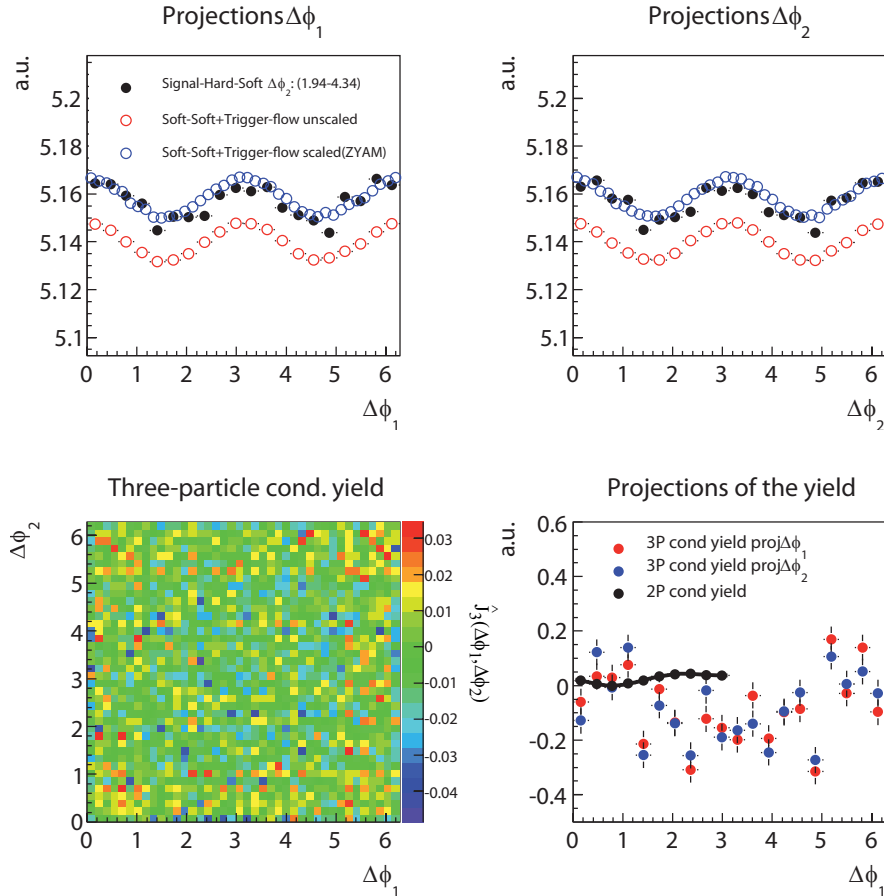 Projections Δϕ₁
a.u.
Signal-Hard-Soft Δϕ₂: (1.94-4.34)
Soft-Soft+Trigger-flow unscaled
Soft-Soft+Trigger-flow scaled(ZYAM)
5.2
5.18
5.16
5.14
5.12
5.1
0 1 2 3 4 5 6
Δϕ₁
Projections Δϕ₂
a.u.
5.2
5.18
5.16
5.14
5.12
5.1
0 1 2 3 4 5 6
Δϕ₂
Three-particle cond. yield
Δϕ₂
6
5
4
3
2
1
0
0 1 2 3 4 5 6
Δϕ₁
0.03
0.02
0.01
0
-0.01
-0.02
-0.03
-0.04
Ĵ₃(Δϕ₁,Δϕ₂)
Projections of the yield
a.u.
3P cond yield projΔϕ₁
3P cond yield projΔϕ₂
2P cond yield
0.6
0.4
0.2
0
-0.2
-0.4
0 1 2 3 4 5 6
Δϕ₁